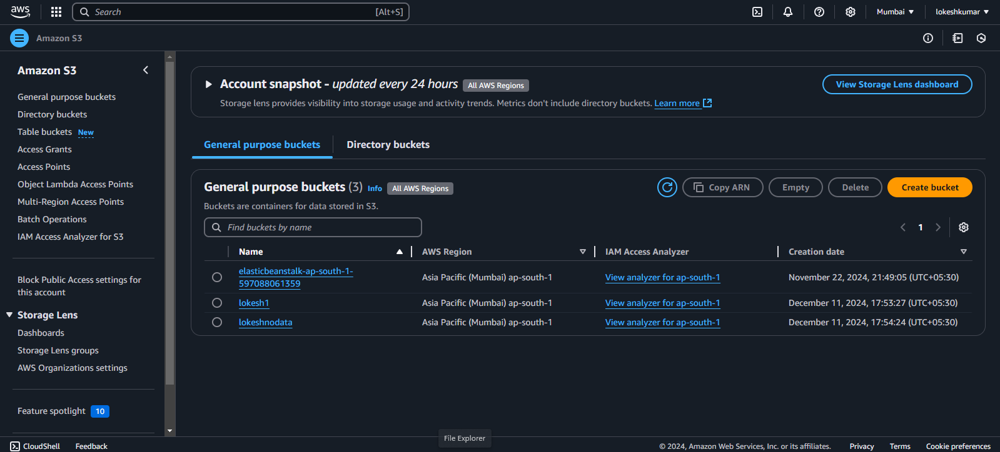 aws
Search [Alt+S]
Mumbai
lokeshkumar
Amazon S3
Amazon S3
General purpose buckets
Directory buckets
Table buckets New
Access Grants
Access Points
Object Lambda Access Points
Multi-Region Access Points
Batch Operations
IAM Access Analyzer for S3
Block Public Access settings for
this account
Storage Lens
Dashboards
Storage Lens groups
AWS Organizations settings
Feature spotlight 10
Account snapshot - updated every 24 hours All AWS Regions
View Storage Lens dashboard
Storage lens provides visibility into storage usage and activity trends. Metrics don't include directory buckets. Learn more
General purpose buckets Directory buckets
General purpose buckets (3) Info All AWS Regions
Copy ARN Empty Delete Create bucket
Buckets are containers for data stored in S3.
Find buckets by name
1
Name AWS Region IAM Access Analyzer Creation date
elasticbeanstalk-ap-south-1-
597088061359
Asia Pacific (Mumbai) ap-south-1 View analyzer for ap-south-1 November 22, 2024, 21:49:05 (UTC+05:30)
lokesh1 Asia Pacific (Mumbai) ap-south-1 View analyzer for ap-south-1 December 11, 2024, 17:53:27 (UTC+05:30)
lokeshnodata Asia Pacific (Mumbai) ap-south-1 View analyzer for ap-south-1 December 11, 2024, 17:54:24 (UTC+05:30)
File Explorer
CloudShell Feedback © 2024, Amazon Web Services, Inc. or its affiliates. Privacy Terms Cookie preferences